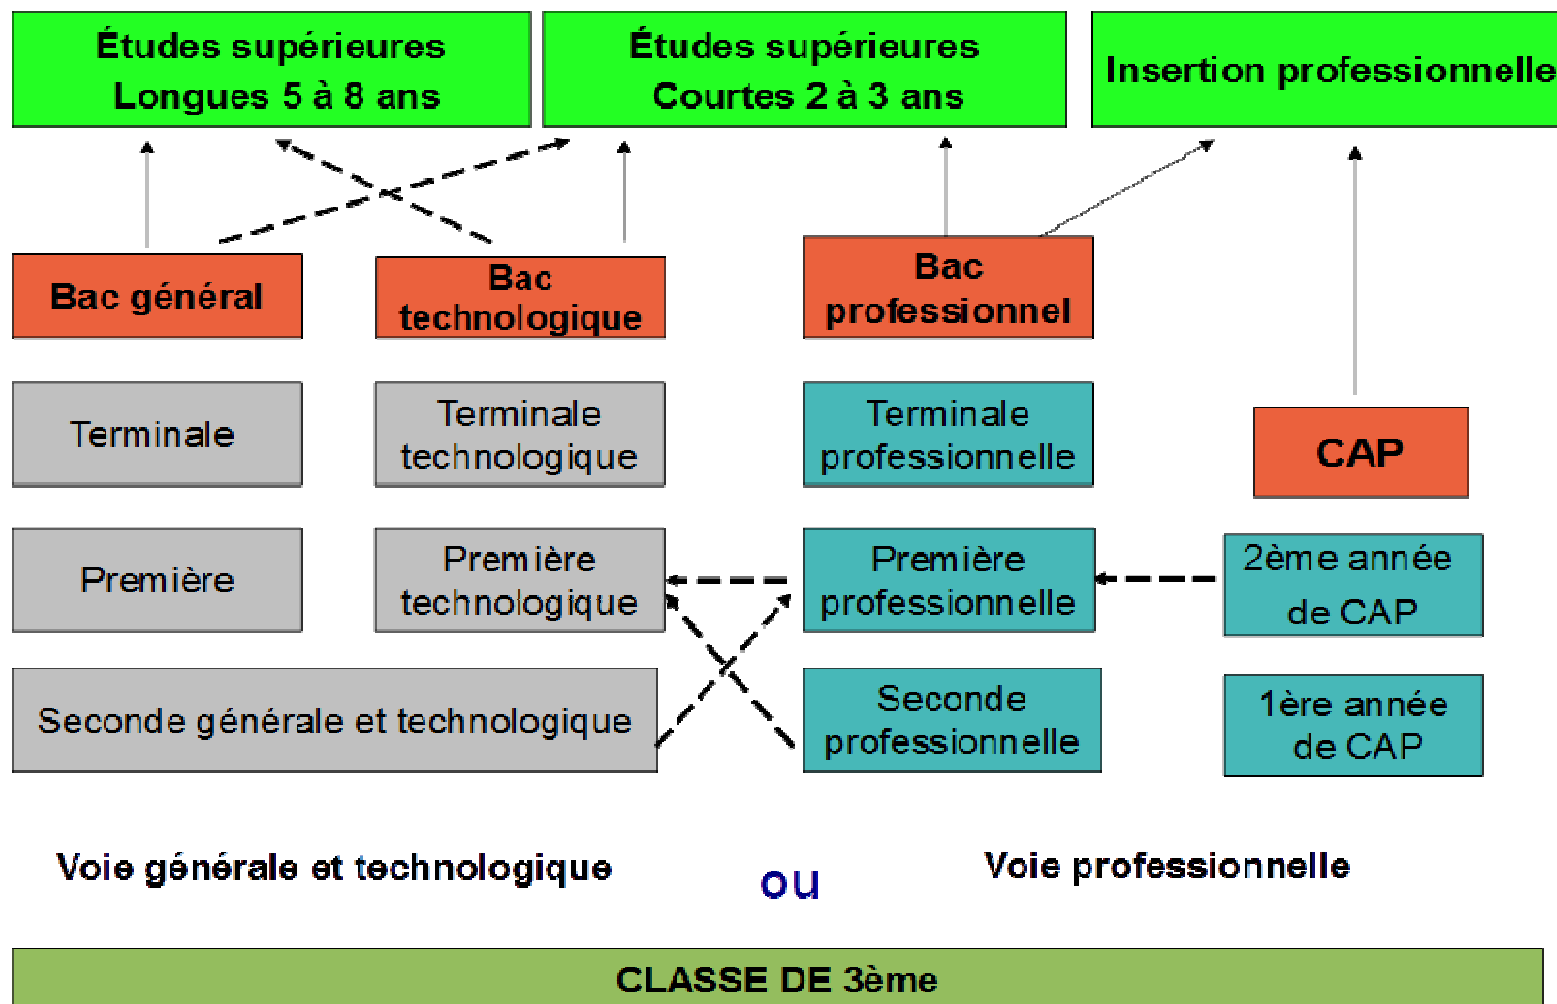 Études supérieures
Longues 5 à 8 ans
Études supérieures
Courtes 2 à 3 ans
Insertion professionnelle
Bac général
Bac
technologique
Bac
professionnel
Terminale
Terminale
technologique
Terminale
professionnelle
CAP
Première
Première
technologique
Première
professionnelle
2ème année
de CAP
Seconde générale et technologique
Seconde
professionnelle
1ère année
de CAP
Voie générale et technologique
ou
Voie professionnelle
CLASSE DE 3ème